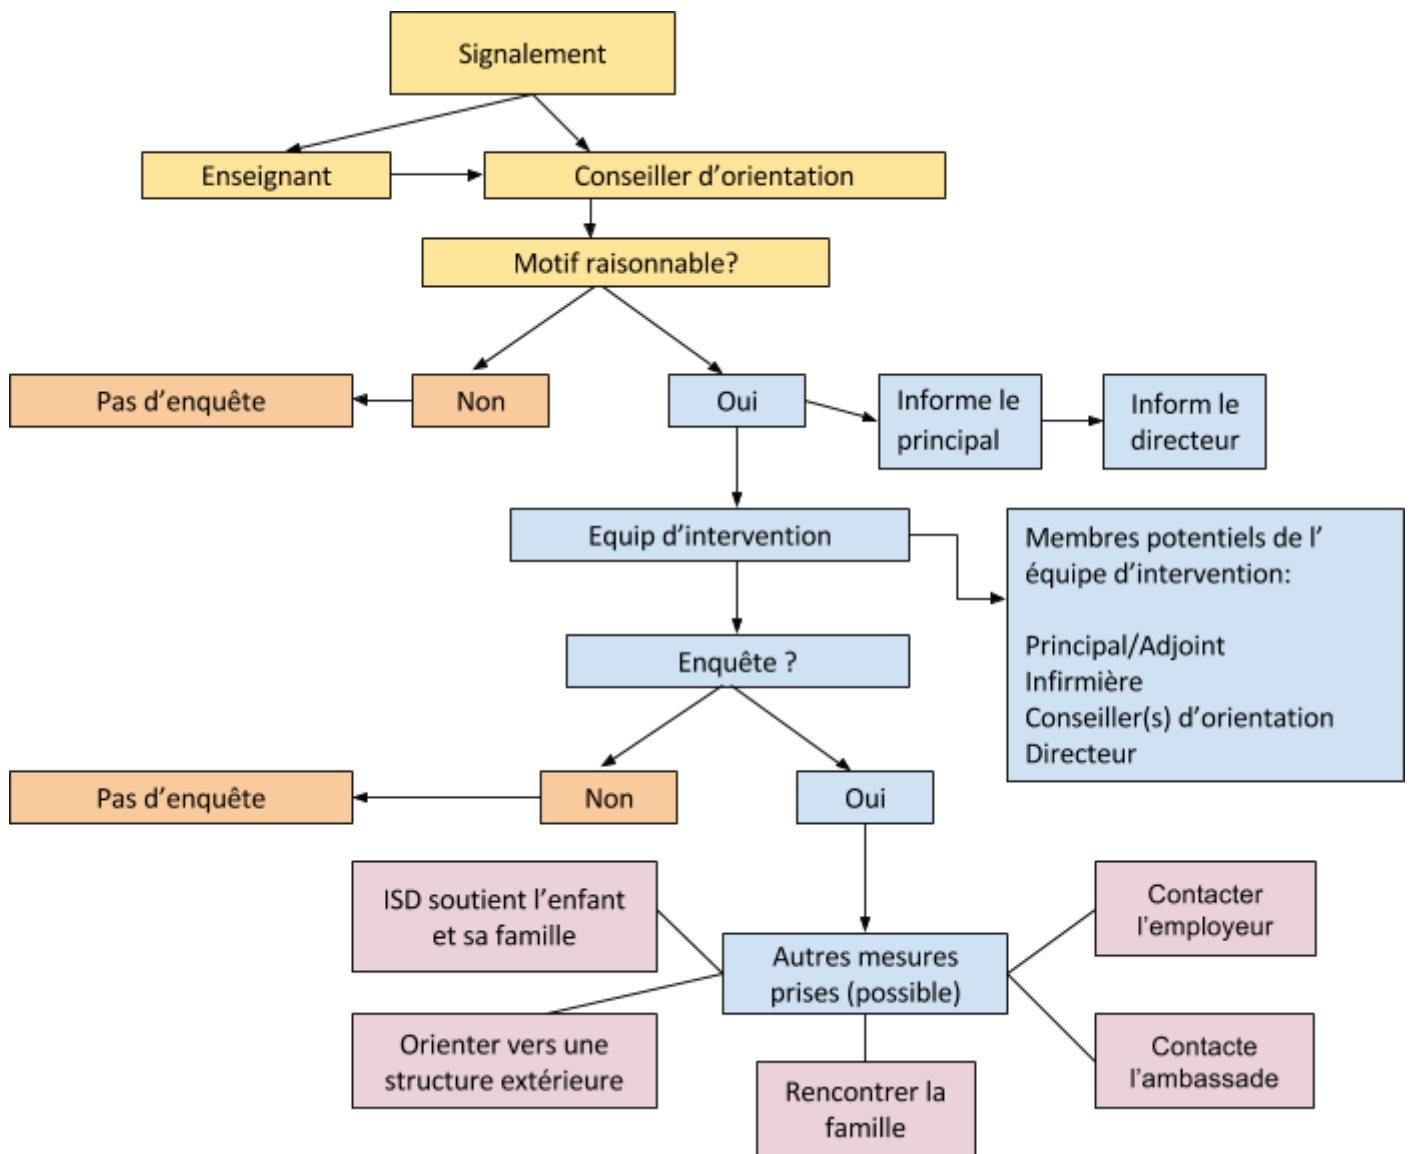 Signalement
Enseignant
Conseiller d’orientation
Motif raisonnable?
Pas d’enquête
Non
Oui
Informe le
principal
Inform le
directeur
Equip d’intervention
Membres potentiels de l’
équipe d’intervention:
Principal/Adjoint
Infirmière
Conseiller(s) d’orientation
Directeur
Enquête ?
Pas d’enquête
Non
Oui
ISD soutient l’enfant
et sa famille
Contacter
l’employeur
Autres mesures
prises (possible)
Orienter vers une
structure extérieure
Rencontrer la
famille
Contacte
l’ambassade